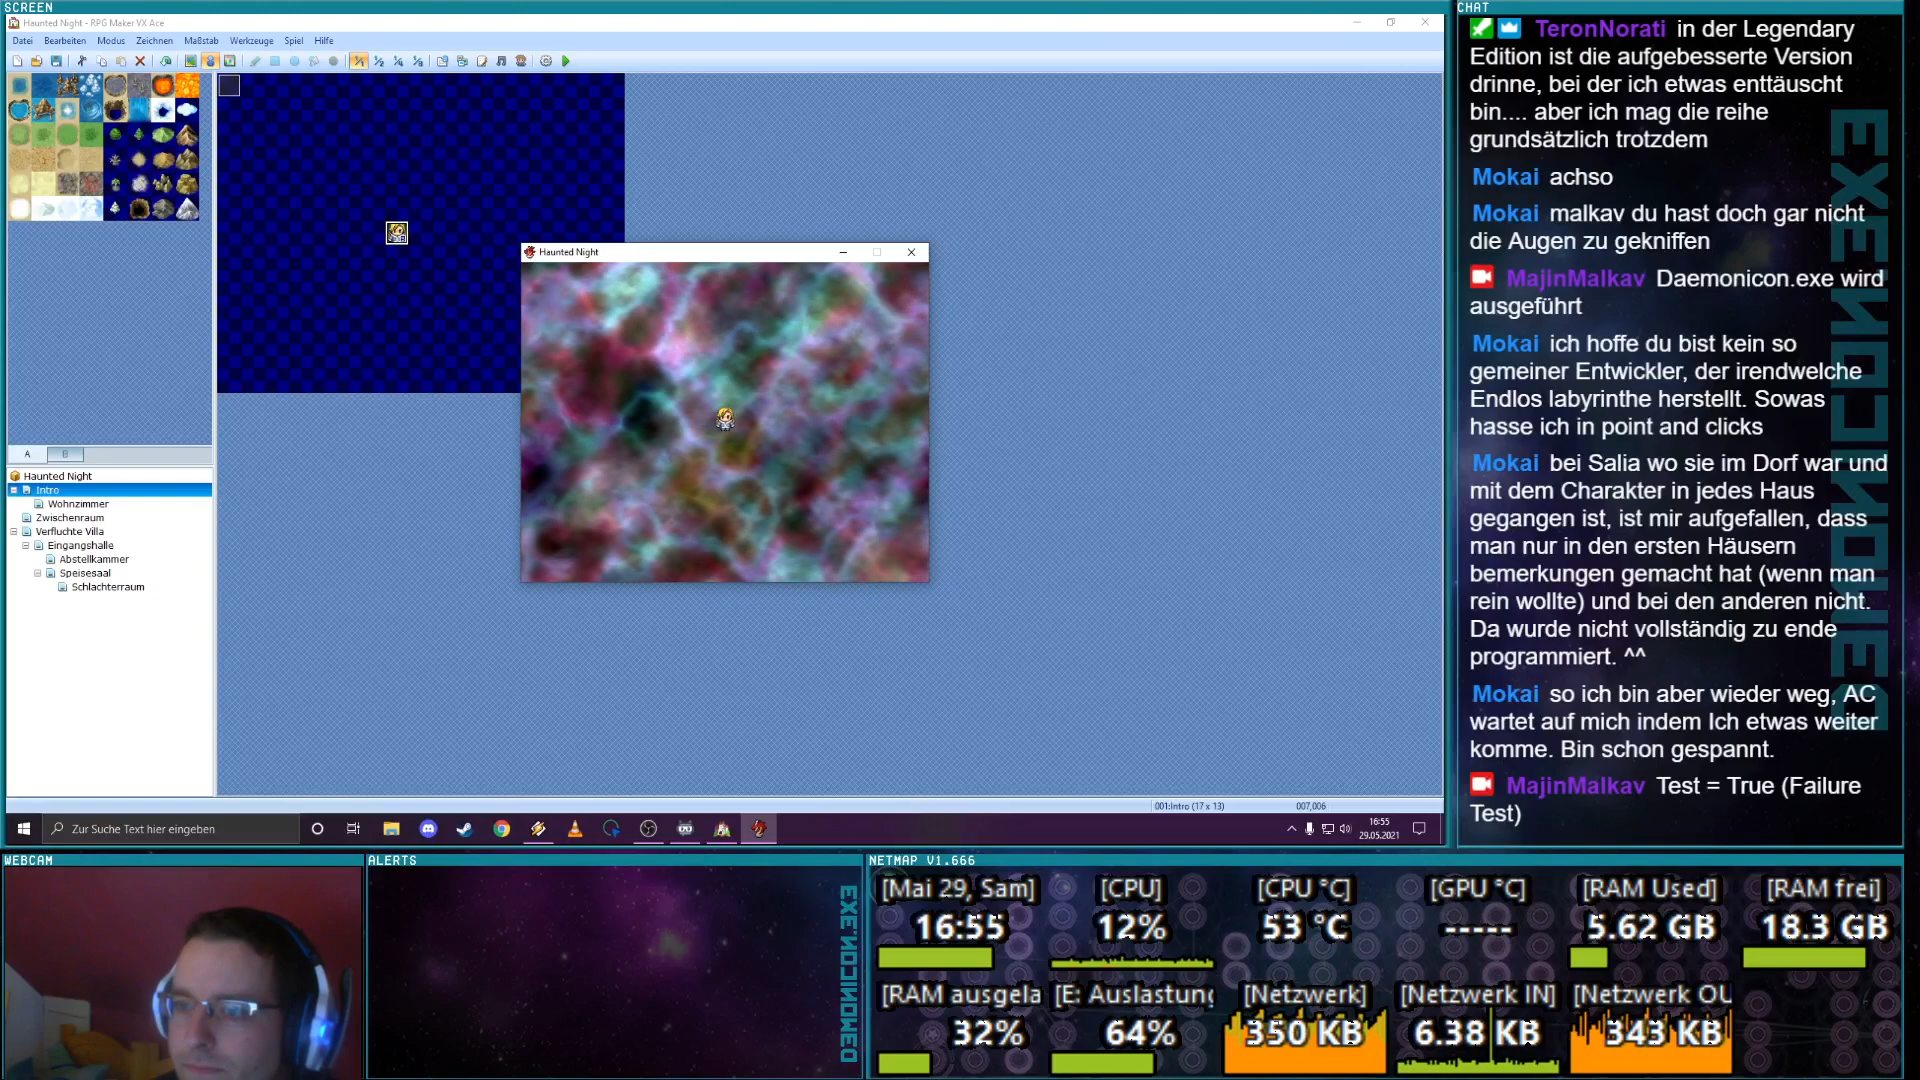 SCREEN
Haunted Night - RPG Maker VX Ace
Datei Bearbeiten Modus Zeichnen Maßstab Werkzeuge Spiel Hilfe
A B
Haunted Night
Intro
Wohnzimmer
Zwischenraum
Verfluchte Villa
Eingangshalle
Abstellkammer
Speisesaal
Schlachterraum
Haunted Night
001:Intro (17 x 13) 007,006
Zur Suche Text hier eingeben
16:55
29.05.2021
CHAT
TeronNorati in der Legendary
Edition ist die aufgebesserte Version
drinne, bei der ich etwas enttäuscht
bin.... aber ich mag die reihe
grundsätzlich trotzdem
Mokai achso
Mokai malkav du hast doch gar nicht
die Augen zu gekniffen
MajinMalkav Daemonicon.exe wird
ausgeführt
Mokai ich hoffe du bist kein so
gemeiner Entwickler, der irendwelche
Endlos labyrinthe herstellt. Sowas
hasse ich in point and clicks
Mokai bei Salia wo sie im Dorf war und
mit dem Charakter in jedes Haus
gegangen ist, ist mir aufgefallen, dass
man nur in den ersten Häusern
bemerkungen gemacht hat (wenn man
rein wollte) und bei den anderen nicht.
Da wurde nicht vollständig zu ende
programmiert. ^^
Mokai so ich bin aber wieder weg, AC
wartet auf mich indem Ich etwas weiter
komme. Bin schon gespannt.
MajinMalkav Test = True (Failure
Test)
WEBCAM
ALERTS
NETMAP V1.666
[Mai 29, Sam] [CPU] [CPU °C] [GPU °C] [RAM Used] [RAM frei]
16:55 12% 53 °C ----- 5.62 GB 18.3 GB
[RAM ausgela [E: Auslastung [Netzwerk] [Netzwerk IN] [Netzwerk OU
32% 64% 350 KB 6.38 KB 343 KB